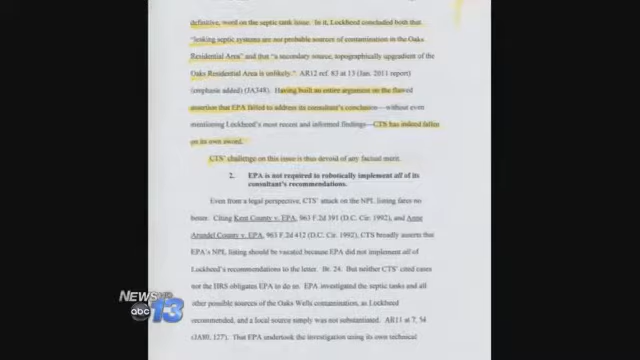 definitive, word on the septic tank issue. In it, Lockheed concluded both that
"leaking septic systems are not probable sources of contamination in the Oaks
Residential Area" and that "a secondary source, topographically upgradient of the
Oaks Residential Area is unlikely." AR12 ref. 63 at 13 (Jan. 2011 report)
(emphasis added) (JA348). Having built an entire argument on the flawed
assertion that EPA failed to address its consultant's conclusion—without even
mentioning Lockheed's most recent and informed findings—CTS has indeed fallen
on its own sword.
CTS' challenge on this issue is thus devoid of any factual merit.
2. EPA is not required to robotically implement all of its
consultant's recommendations.
Even from a legal perspective, CTS' attack on the NPL listing fares no
better. Citing Kent County v. EPA, 963 F.2d 391 (D.C. Cir. 1992), and Anne
Arundel County v. EPA, 963 F.2d 412 (D.C. Cir. 1992), CTS broadly asserts that
EPA's NPL listing should be vacated because EPA did not implement all of
Lockheed's recommendations to the letter. Br. 24. But neither CTS' cited cases
nor the HRS obligates EPA to do so. EPA investigated the septic tanks and all
other possible sources of the Oaks Wells contamination, as Lockheed
recommended, and a local source simply was not substantiated. AR11 at 7, 54
(JA80, 127). That EPA undertook the investigation using its own technical
NEWS
abc 13